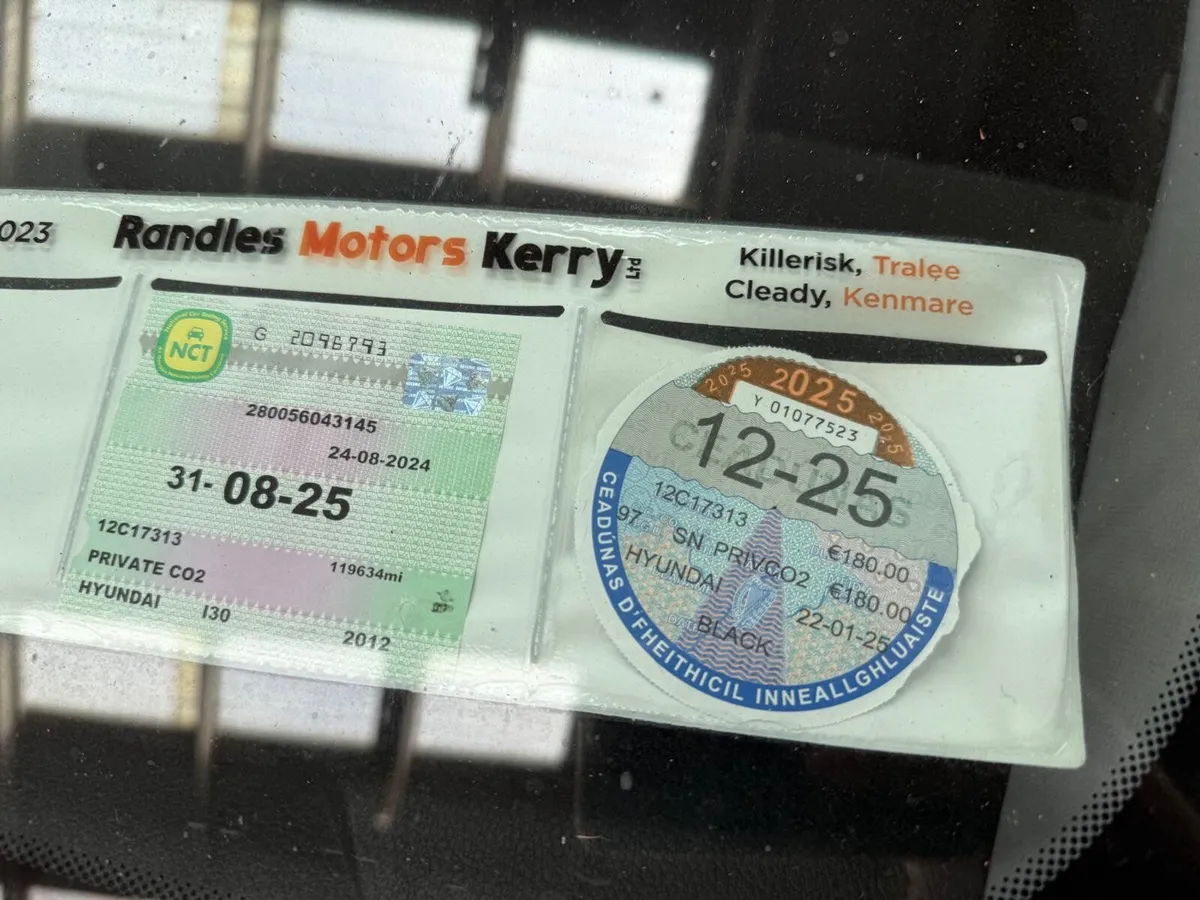 023
Randles Motors Kerry Ltd
Killerisk, Tralee
Cleady, Kenmare
NCT
G 2096793
280056043145
24-08-2024
31-08-25
12C17313
119634mi
PRIVATE CO2
HYUNDAI I30
2012
2025 2025 2025
Y 01077523
12-25
12C17313
97 SN PRIVCO2 €180.00
HYUNDAI €180.00
BLACK 22-01-25
CEADÚNAS D'FHEITHICIL INNEALLGHLUAISTE